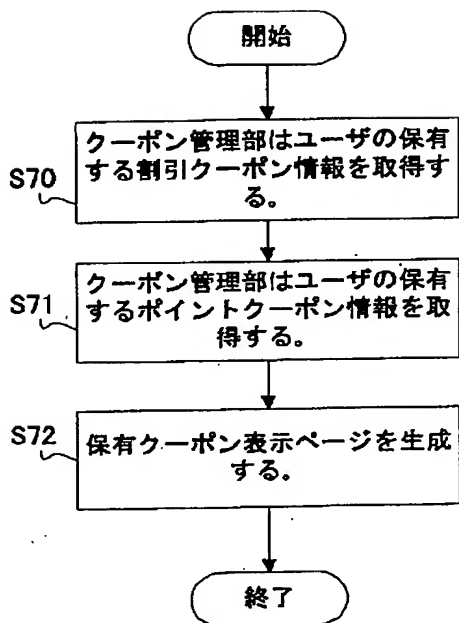 開始
S70
クーポン管理部はユーザの保有
する割引クーポン情報を取得す
る。
S71
クーポン管理部はユーザの保有
するポイントクーポン情報を取
得する。
S72
保有クーポン表示ページを生成
する。
終了